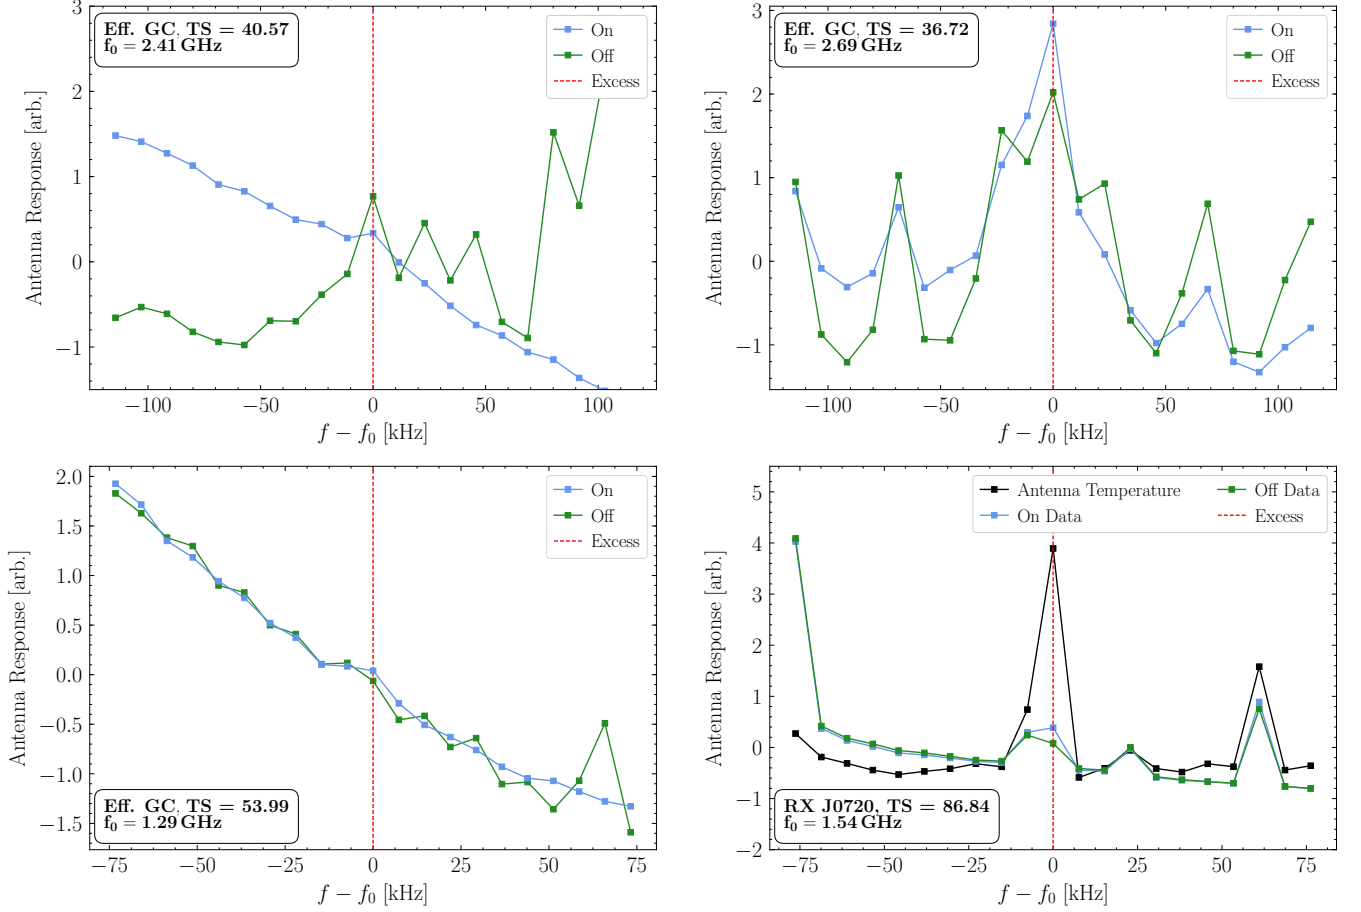 Eff. GC, TS = 40.57
f₀ = 2.41 GHz
On
Off
Excess
3
2
1
0
−1
Antenna Response [arb.]
−100
−50
0
50
100
f − f₀ [kHz]
Eff. GC, TS = 36.72
f₀ = 2.69 GHz
On
Off
Excess
3
2
1
0
−1
Antenna Response [arb.]
−100
−50
0
50
100
f − f₀ [kHz]
On
Off
Excess
2.0
1.5
1.0
0.5
0.0
−0.5
−1.0
−1.5
Antenna Response [arb.]
Eff. GC, TS = 53.99
f₀ = 1.29 GHz
−75
−50
−25
0
25
50
75
f − f₀ [kHz]
Antenna Temperature
On Data
Off Data
Excess
5
4
3
2
1
0
−1
−2
Antenna Response [arb.]
RX J0720, TS = 86.84
f₀ = 1.54 GHz
−75
−50
−25
0
25
50
75
f − f₀ [kHz]